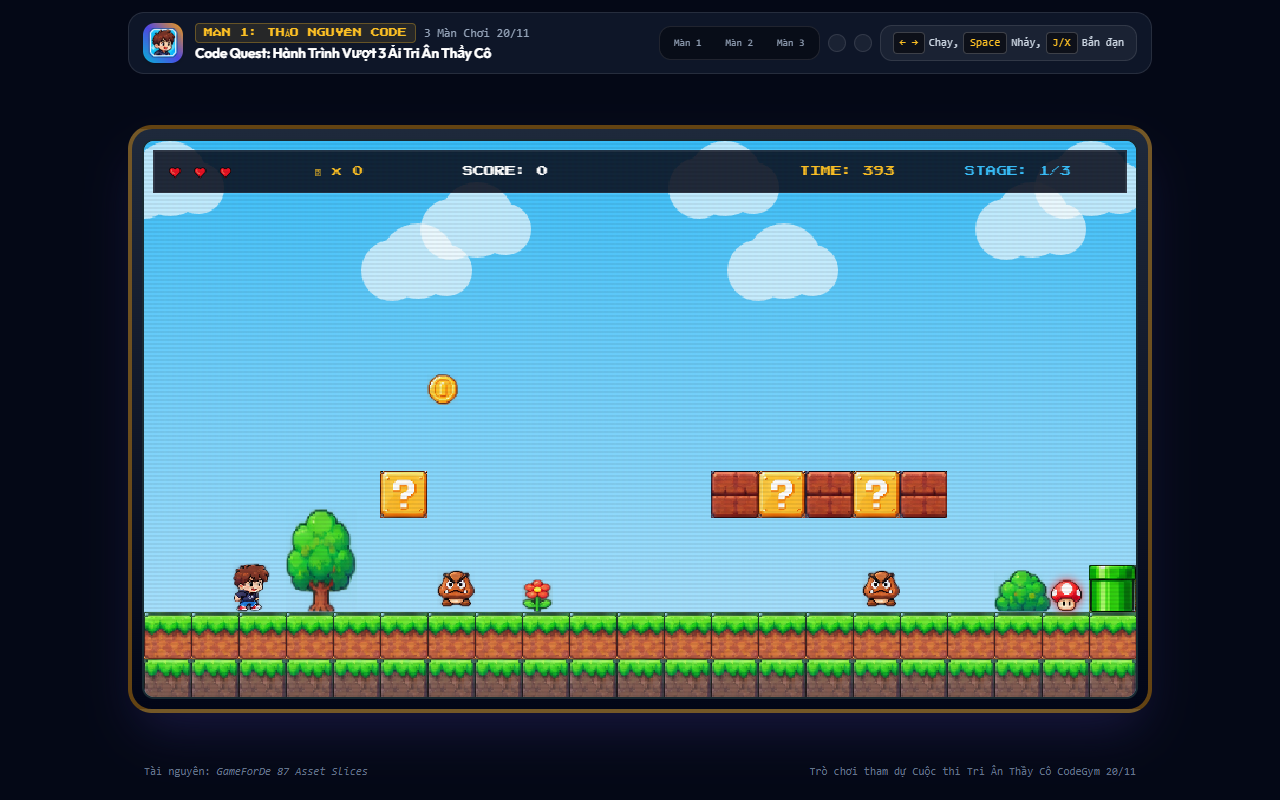 MÀN 1: THẢO NGUYÊN CODE
3 Màn Chơi 20/11
Code Quest: Hành Trình Vượt 3 Ải Tri Ân Thầy Cô
Màn 1
Màn 2
Màn 3
← → Chạy, Space Nhảy, J/X Bắn đạn
x 0
SCORE: 0
TIME: 393
STAGE: 1/3
?
?
?
Tài nguyên: GameForDe 87 Asset Slices
Trò chơi tham dự Cuộc thi Tri Ân Thầy Cô CodeGym 20/11